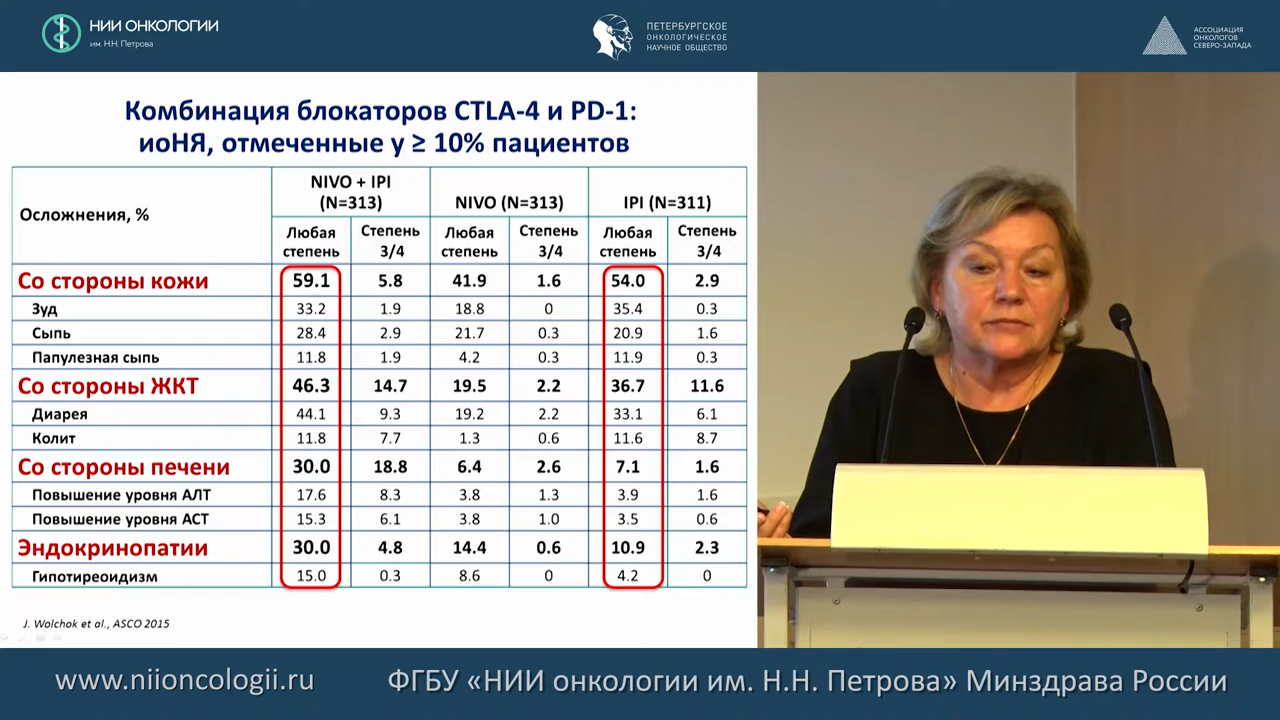 НИИ ОНКОЛОГИИ
им. Н.Н. Петрова
ПЕТЕРБУРГСКОЕ
ОНКОЛОГИЧЕСКОЕ
НАУЧНОЕ ОБЩЕСТВО
АССОЦИАЦИЯ
ОНКОЛОГОВ
СЕВЕРО-ЗАПАДА
Комбинация блокаторов CTLA-4 и PD-1:
иоНЯ, отмеченные у ≥ 10% пациентов
Осложнения, % NIVO + IPI (N=313) NIVO (N=313) IPI (N=311)
Любая степень Степень 3/4 Любая степень Степень 3/4 Любая степень Степень 3/4
Со стороны кожи 59.1 5.8 41.9 1.6 54.0 2.9
Зуд 33.2 1.9 18.8 0 35.4 0.3
Сыпь 28.4 2.9 21.7 0.3 20.9 1.6
Папулезная сыпь 11.8 1.9 4.2 0.3 11.9 0.3
Со стороны ЖКТ 46.3 14.7 19.5 2.2 36.7 11.6
Диарея 44.1 9.3 19.2 2.2 33.1 6.1
Колит 11.8 7.7 1.3 0.6 11.6 8.7
Со стороны печени 30.0 18.8 6.4 2.6 7.1 1.6
Повышение уровня АЛТ 17.6 8.3 3.8 1.3 3.9 1.6
Повышение уровня АСТ 15.3 6.1 3.8 1.0 3.5 0.6
Эндокринопатии 30.0 4.8 14.4 0.6 10.9 2.3
Гипотиреоидизм 15.0 0.3 8.6 0 4.2 0
J. Wolchok et al., ASCO 2015
www.niioncologii.ru ФГБУ «НИИ онкологии им. Н.Н. Петрова» Минздрава России